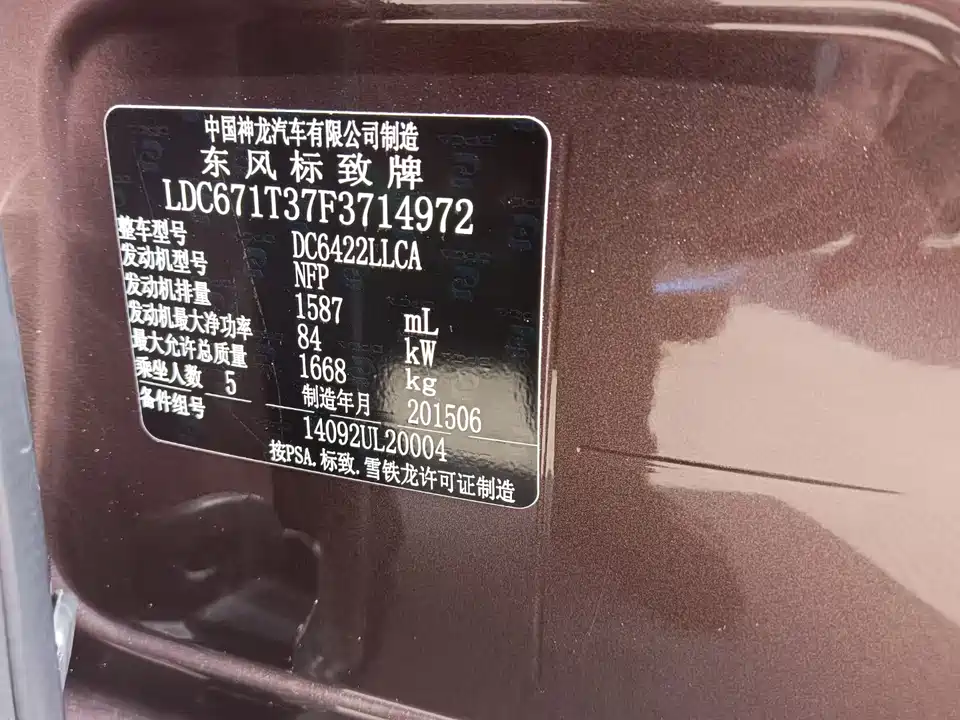 中国神龙汽车有限公司制造
东风标致牌
LDC671T37F3714972
整车型号 DC6422LLCA
发动机型号 NFP
发动机排量 1587 mL
发动机最大净功率 84 kW
最大允许总质量 1668 kg
乘坐人数 5 制造年月 201506
备件组号 14092UL20004
按PSA.标致.雪铁龙许可证制造